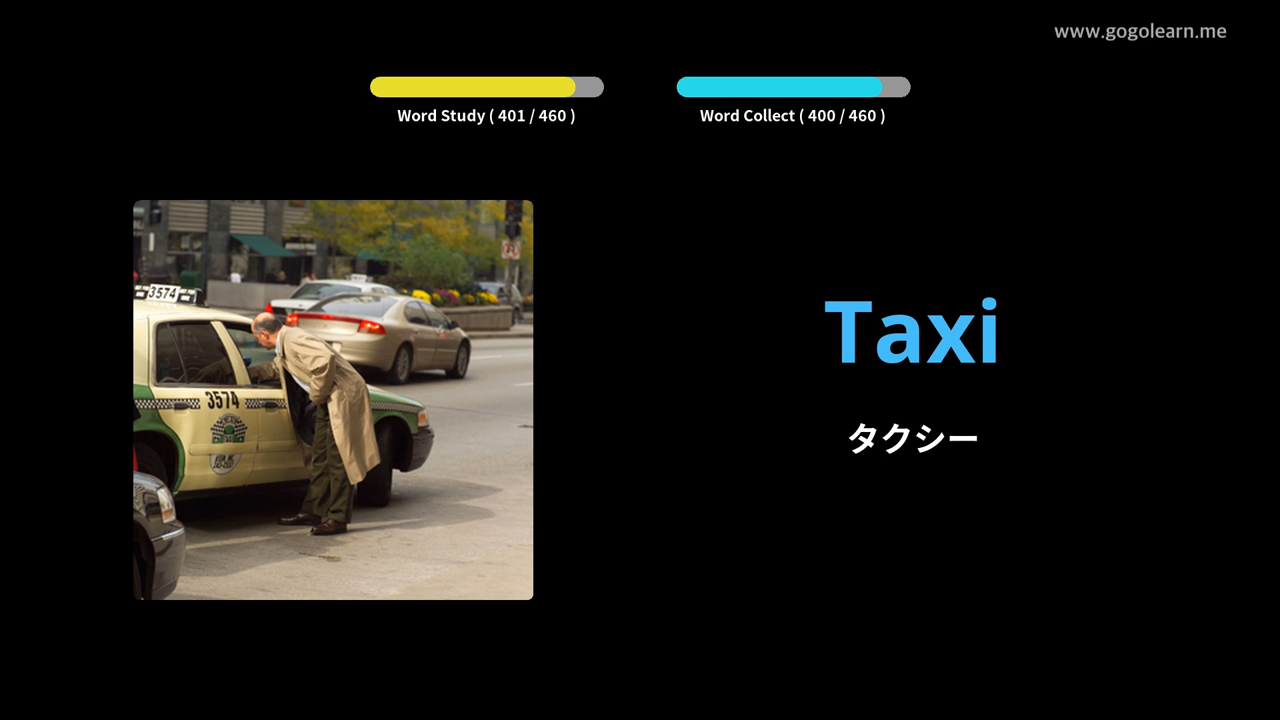 www.gogolearn.me
Word Study ( 401 / 460 )
Word Collect ( 400 / 460 )
3574
3574
Taxi
タクシー